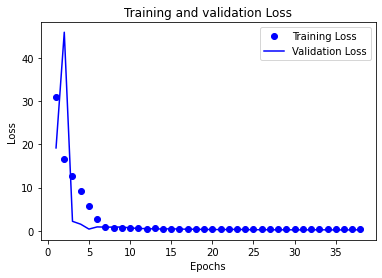 Training and validation Loss
Training Loss
Validation Loss
Loss
40
30
20
10
0
0 5 10 15 20 25 30 35
Epochs